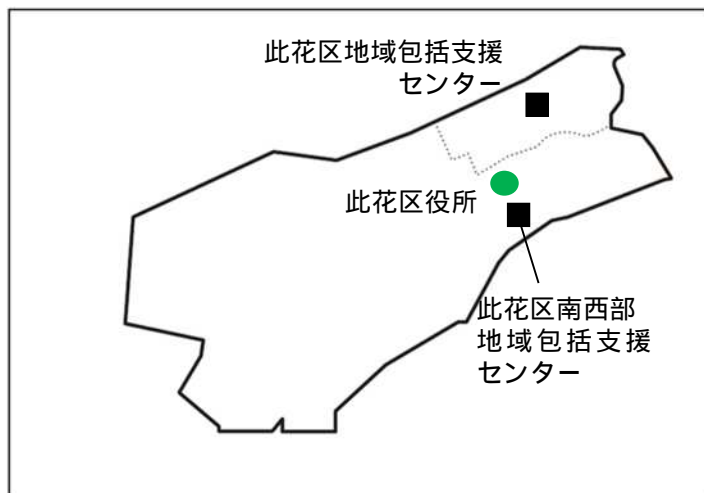 此花区地域包括支援
センター
此花区役所
此花区南西部
地域包括支援
センター